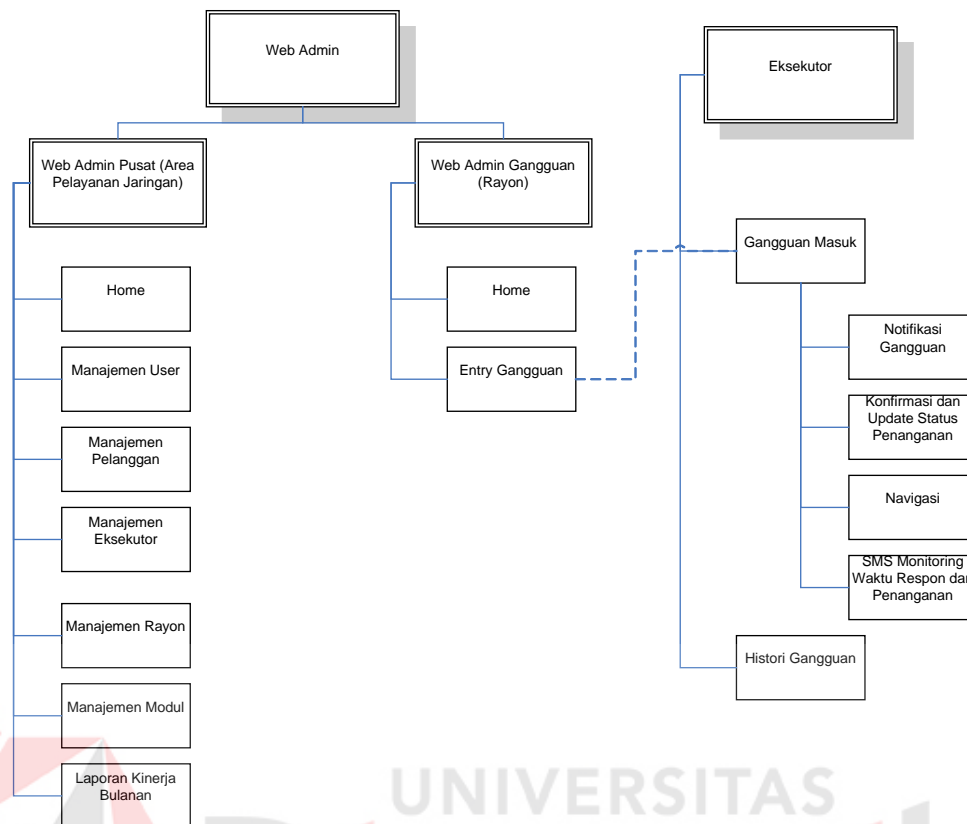 Web Admin
Eksekutor
Web Admin Pusat (Area
Pelayanan Jaringan)
Web Admin Gangguan
(Rayon)
Home
Manajemen User
Manajemen
Pelanggan
Manajemen
Eksekutor
Manajemen Rayon
Manajemen Modul
Laporan Kinerja
Bulanan
Home
Entry Gangguan
Gangguan Masuk
Notifikasi
Gangguan
Konfirmasi dan
Update Status
Penanganan
Navigasi
SMS Monitoring
Waktu Respon dan
Penanganan
Histori Gangguan
UNIVERSITAS